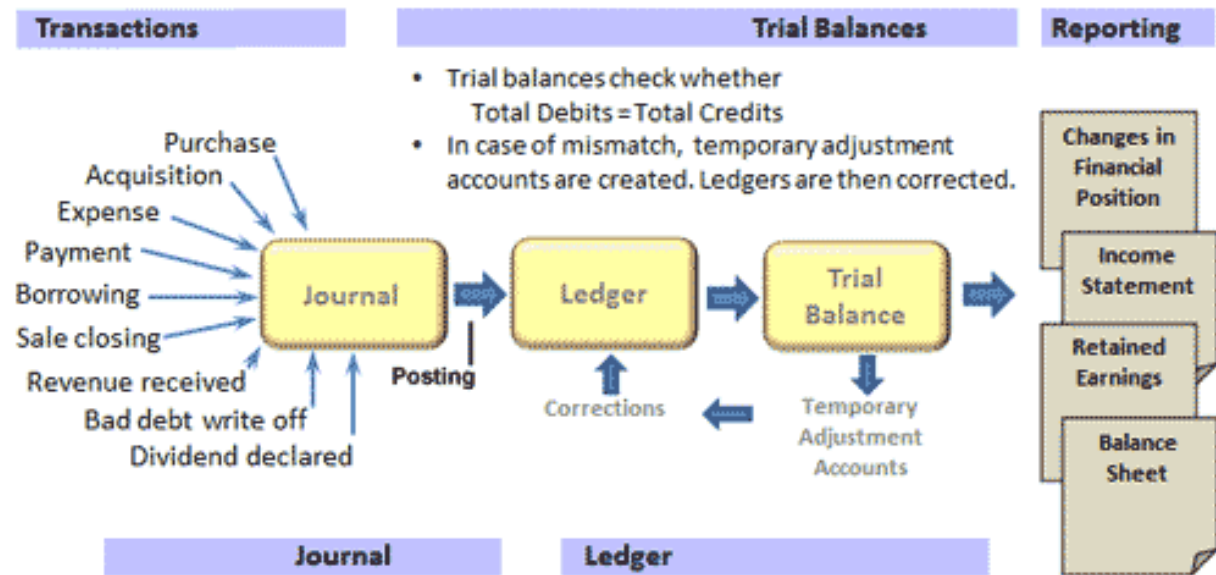 Transactions
Trial Balances
Reporting
• Trial balances check whether
Total Debits = Total Credits
• In case of mismatch, temporary adjustment
accounts are created. Ledgers are then corrected.
Purchase
Acquisition
Expense
Payment
Borrowing
Sale closing
Revenue received
Bad debt write off
Dividend declared
Journal
Posting
Ledger
Corrections
Trial
Balance
Temporary
Adjustment
Accounts
Changes in
Financial
Position
Income
Statement
Retained
Earnings
Balance
Sheet
Journal
Ledger